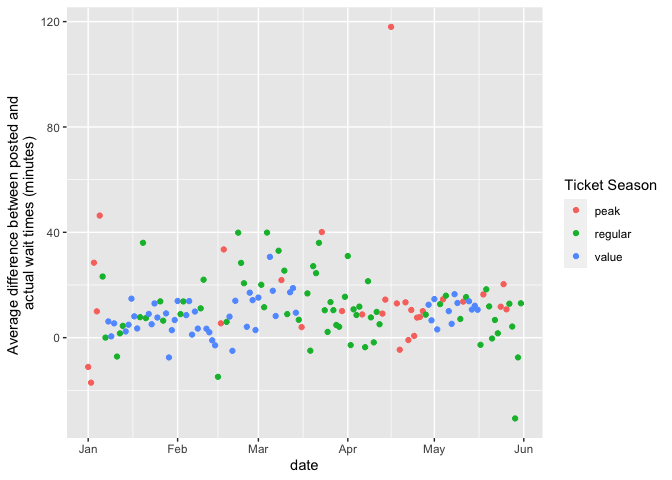 120
80
40
0
Average difference between posted and
actual wait times (minutes)
Jan Feb Mar Apr May Jun
date
Ticket Season
peak
regular
value